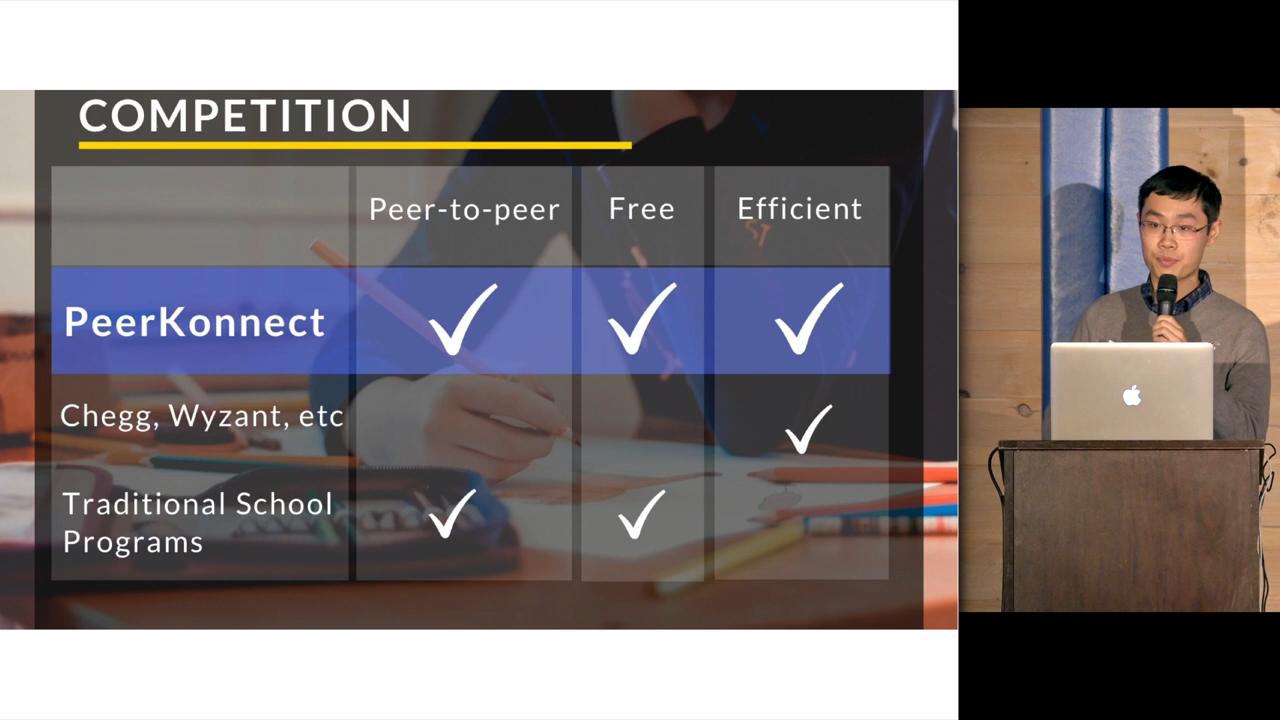 COMPETITION
Peer-to-peer Free Efficient
PeerKonnect
Chegg, Wyzant, etc
Traditional School
Programs